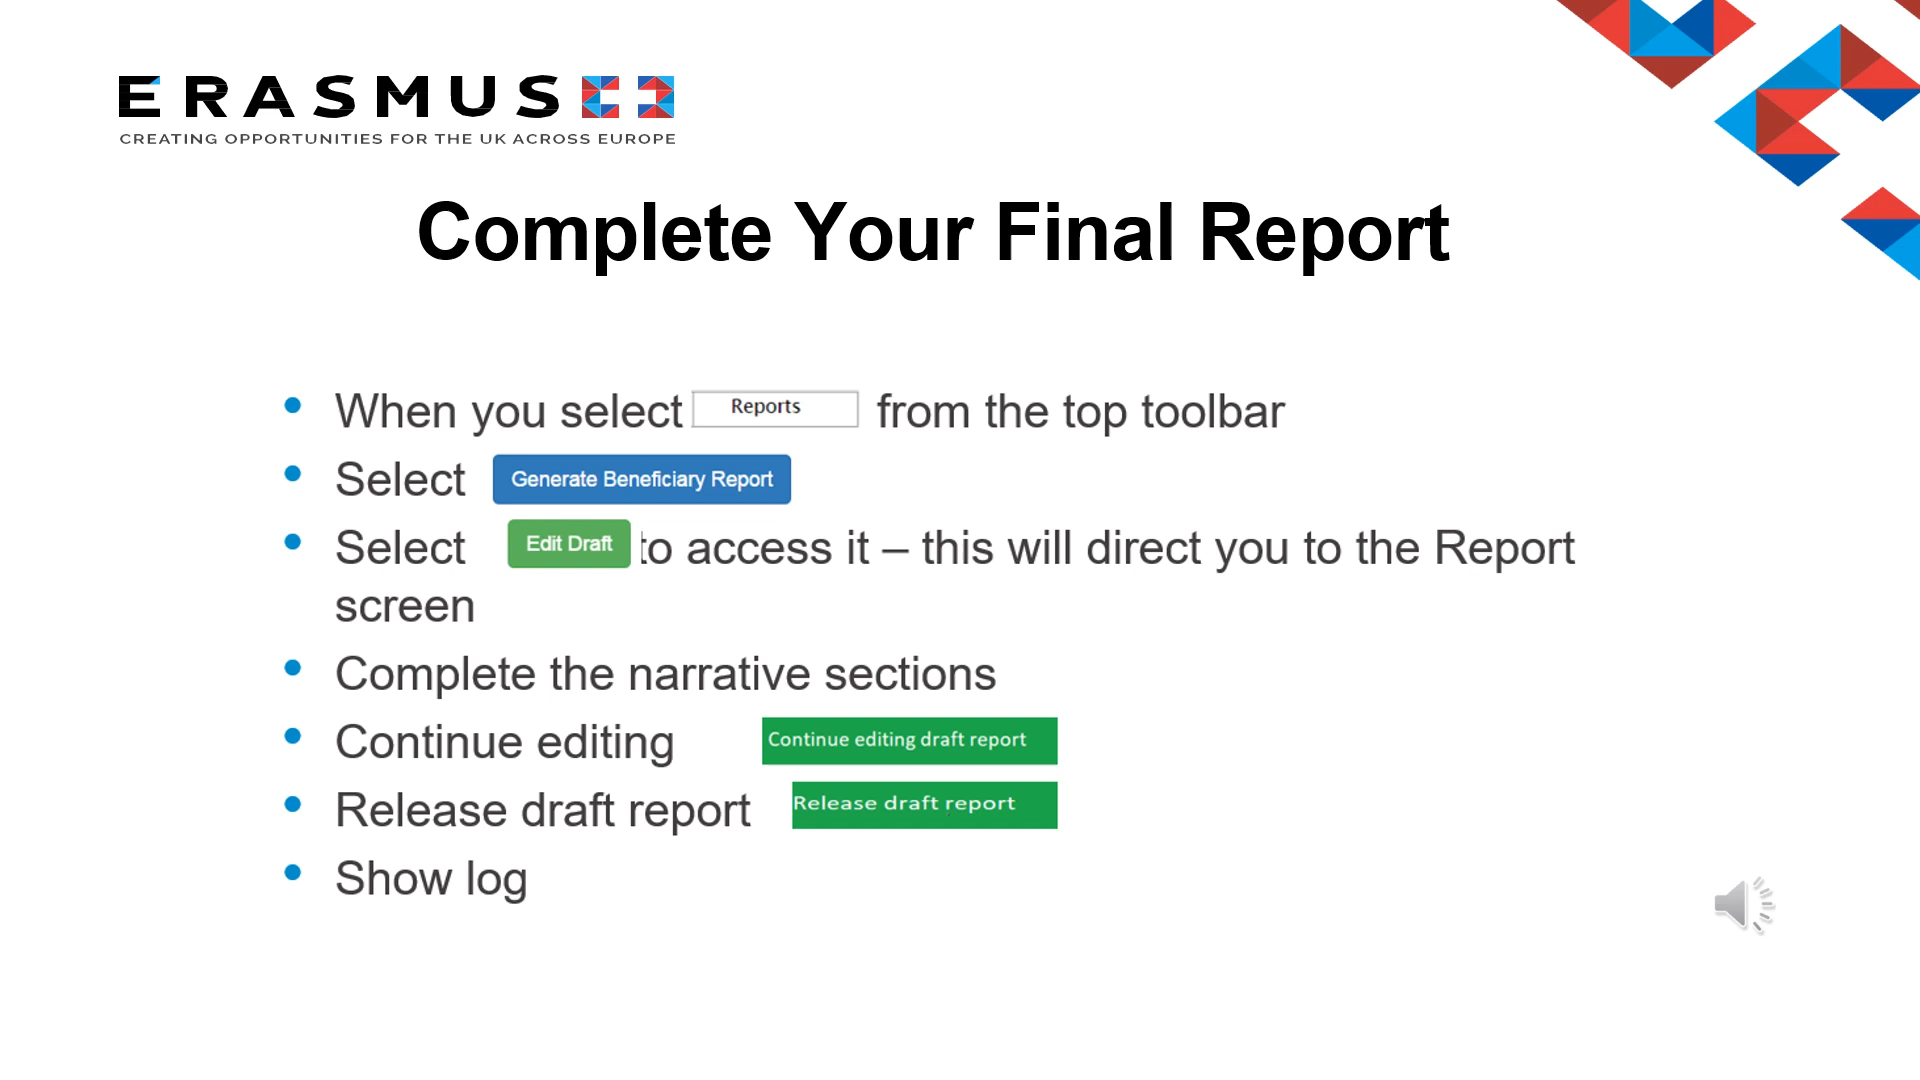 ERASMUS
CREATING OPPORTUNITIES FOR THE UK ACROSS EUROPE
Complete Your Final Report
• When you select Reports from the top toolbar
• Select Generate Beneficiary Report
• Select Edit Draft to access it – this will direct you to the Report
screen
• Complete the narrative sections
• Continue editing Continue editing draft report
• Release draft report Release draft report
• Show log